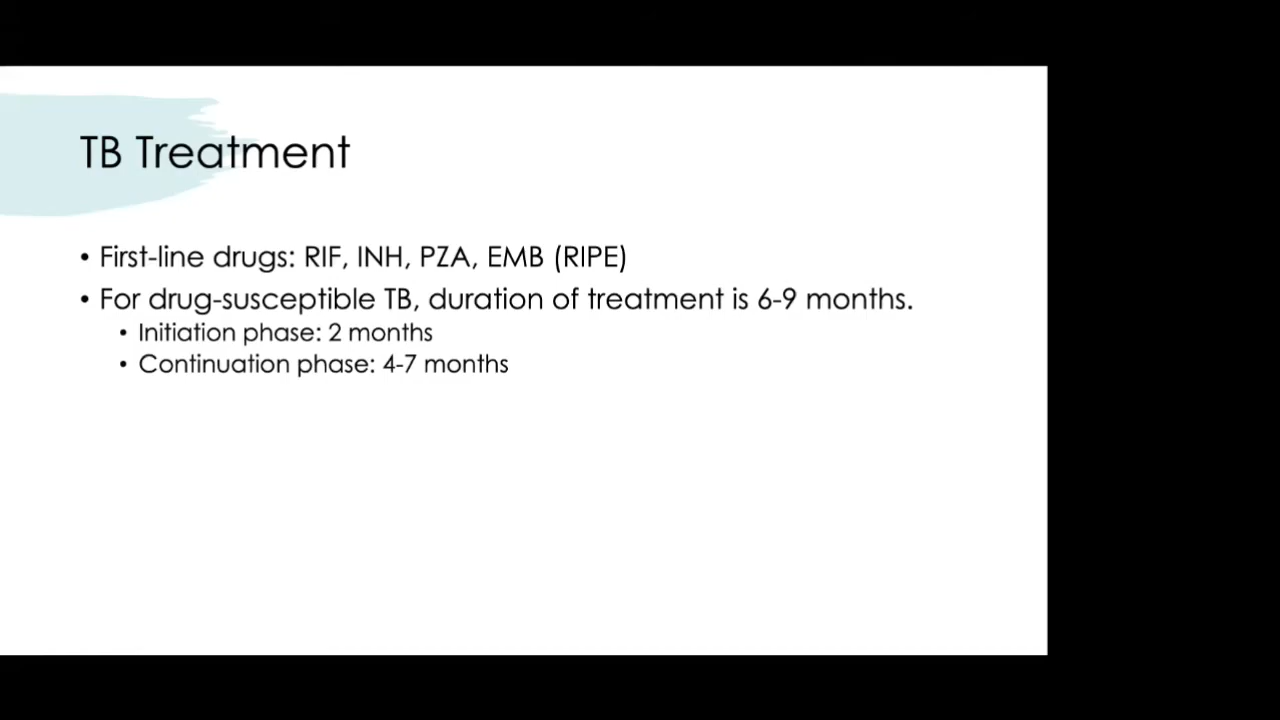 TB Treatment
• First-line drugs: RIF, INH, PZA, EMB (RIPE)
• For drug-susceptible TB, duration of treatment is 6-9 months.
• Initiation phase: 2 months
• Continuation phase: 4-7 months